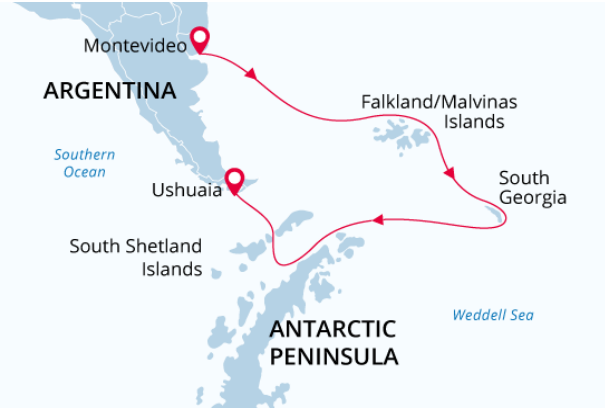 Montevideo
ARGENTINA
Falkland/Malvinas
Islands
Southern
Ocean
Ushuaia
South
Georgia
South Shetland
Islands
Weddell Sea
ANTARCTIC
PENINSULA